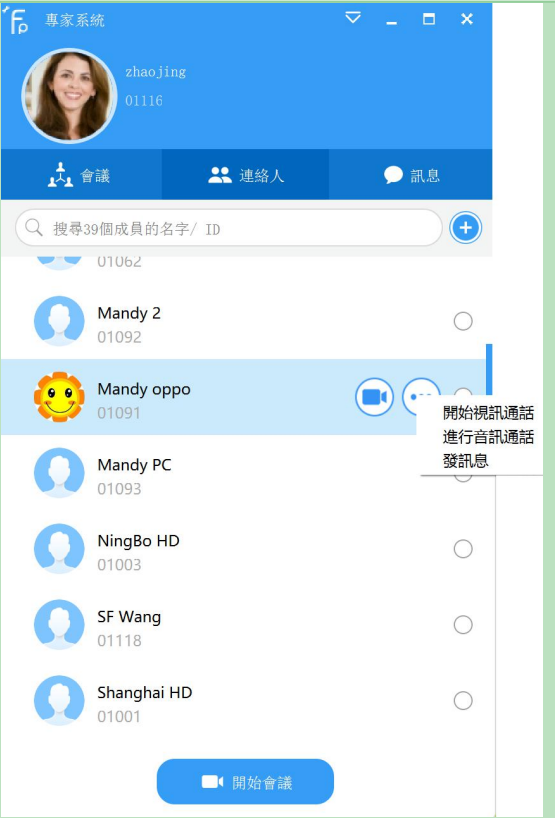 Fp 專家系統
zhaojing
01116
會議
連絡人
訊息
搜尋39個成員的名字/ ID
01062
Mandy 2
01092
Mandy oppo
01091
開始視訊通話
進行音訊通話
發訊息
Mandy PC
01093
NingBo HD
01003
SF Wang
01118
Shanghai HD
01001
開始會議